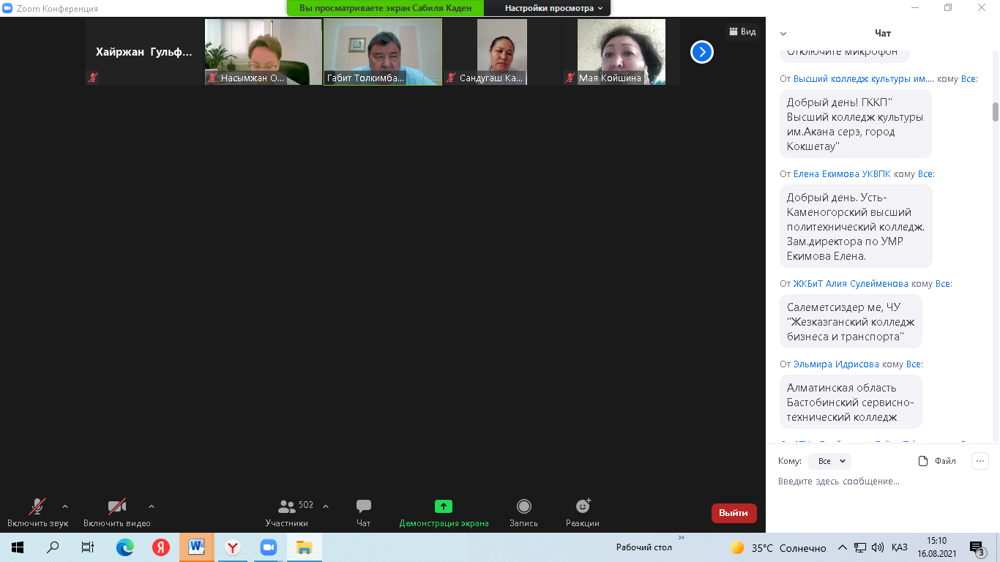 Zoom Конференция
Вы просматриваете экран Сабиля Каден
Настройки просмотра
Хайржан Гульф...
Насымжан О...
Габит Толкимба...
Сандугаш Ка...
Мая Койшина
Вид
Чат
Отключите микрофон
От Высший колледж культуры им.... кому Все:
Добрый день! ГККП"
Высший колледж культуры
им.Акана серэ, город
Кокшетау"
От Елена Екимова УКВПК кому Все:
Добрый день. Усть-
Каменогорский высший
политехнический колледж.
Зам.директора по УМР
Екимова Елена.
От ЖКБиТ Алия Сулейменова кому Все:
Салеметсиздер ме, ЧУ
"Жезказганский колледж
бизнеса и транспорта"
От Эльмира Идрисова кому Все:
Алматинская область
Бастобинский сервисно-
технический колледж
Кому: Все
Файл
Введите здесь сообщение...
Включить звук
Включить видео
502
Участники
Чат
Демонстрация экрана
Запись
Реакции
Выйти
Рабочий стол
35°C Солнечно
ҚАЗ
15:10
16.08.2021
3